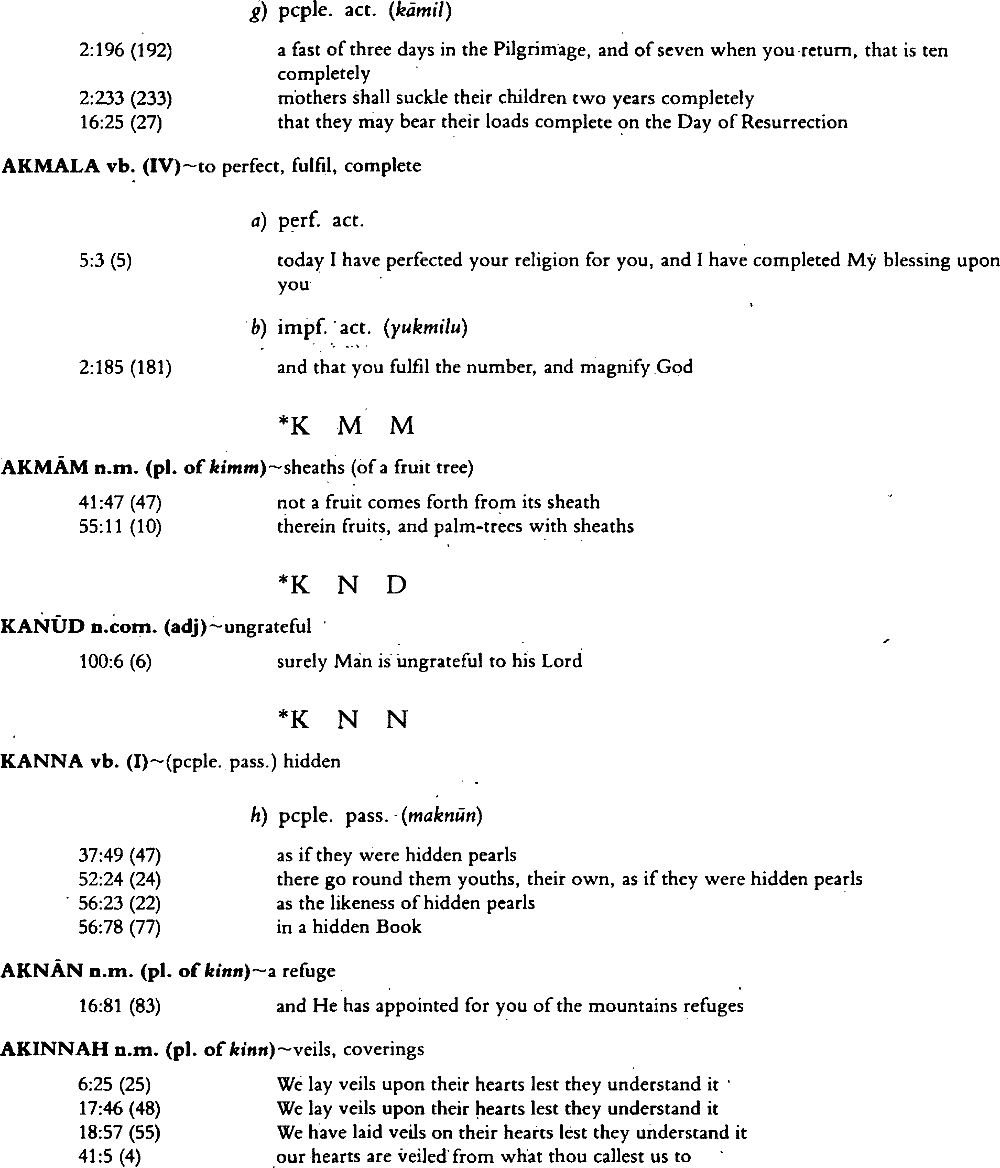 g) pcple. act. (kāmil)
2:196 (192) a fast of three days in the Pilgrimage, and of seven when you return, that is ten
completely
2:233 (233) mothers shall suckle their children two years completely
16:25 (27) that they may bear their loads complete on the Day of Resurrection
AKMALA vb. (IV)~to perfect, fulfil, complete
a) perf. act.
5:3 (5) today I have perfected your religion for you, and I have completed My blessing upon
you
b) impf. act. (yukmilu)
2:185 (181) and that you fulfil the number, and magnify God
*K M M
AKMĀM n.m. (pl. of kimm)~sheaths (of a fruit tree)
41:47 (47) not a fruit comes forth from its sheath
55:11 (10) therein fruits, and palm-trees with sheaths
*K N D
KANŪD n.com. (adj)~ungrateful
100:6 (6) surely Man is ungrateful to his Lord
*K N N
KANNA vb. (I)~(pcple. pass.) hidden
h) pcple. pass. (maknūn)
37:49 (47) as if they were hidden pearls
52:24 (24) there go round them youths, their own, as if they were hidden pearls
56:23 (22) as the likeness of hidden pearls
56:78 (77) in a hidden Book
AKNĀN n.m. (pl. of kinn)~a refuge
16:81 (83) and He has appointed for you of the mountains refuges
AKINNAH n.m. (pl. of kinn)~veils, coverings
6:25 (25) We lay veils upon their hearts lest they understand it
17:46 (48) We lay veils upon their hearts lest they understand it
18:57 (55) We have laid veils on their hearts lest they understand it
41:5 (4) our hearts are veiled from what thou callest us to